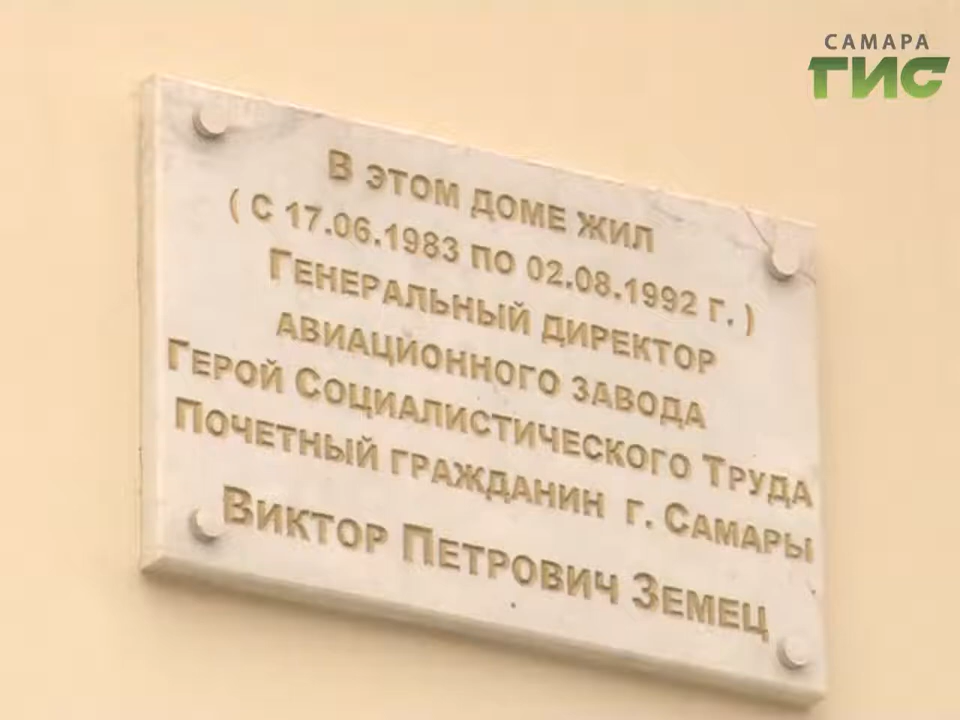 САМАРА
ГИС
В ЭТОМ ДОМЕ ЖИЛ
( С 17.06.1983 ПО 02.08.1992 Г. )
ГЕНЕРАЛЬНЫЙ ДИРЕКТОР
АВИАЦИОННОГО ЗАВОДА
ГЕРОЙ СОЦИАЛИСТИЧЕСКОГО ТРУДА
ПОЧЕТНЫЙ ГРАЖДАНИН Г. САМАРЫ
ВИКТОР ПЕТРОВИЧ ЗЕМЕЦ